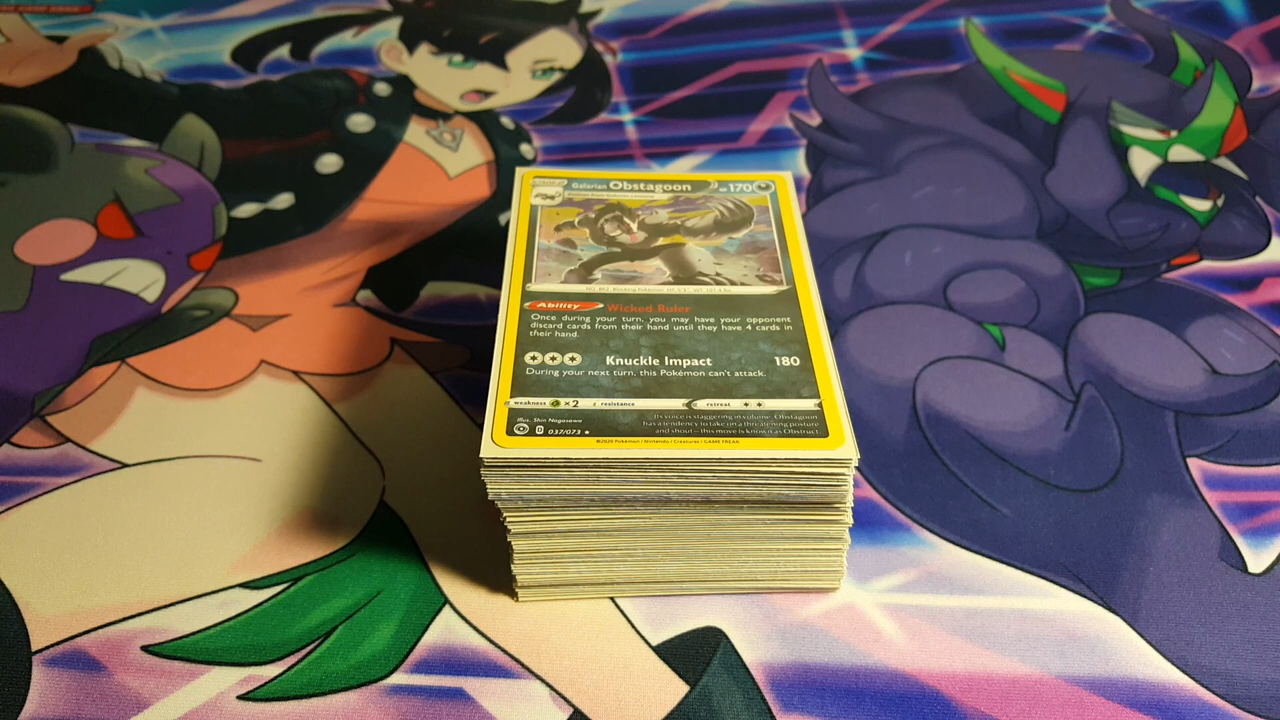 Galarian Obstagoon HP 170
NO. 862 Blocking Pokémon HT: 5'3" WT: 101.4 lbs.
Ability Wicked Ruler
Once during your turn, you may have your opponent
discard cards from their hand until they have 4 cards in
their hand.
Knuckle Impact 180
During your next turn, this Pokémon can't attack.
weakness ×2 resistance retreat
Illus. Shin Nagasawa
Its voice is staggering in volume. Obstagoon
has a tendency to take on a threatening posture
and shout—this move is known as Obstruct.
D 037/073 ★
©2020 Pokémon / Nintendo / Creatures / GAME FREAK